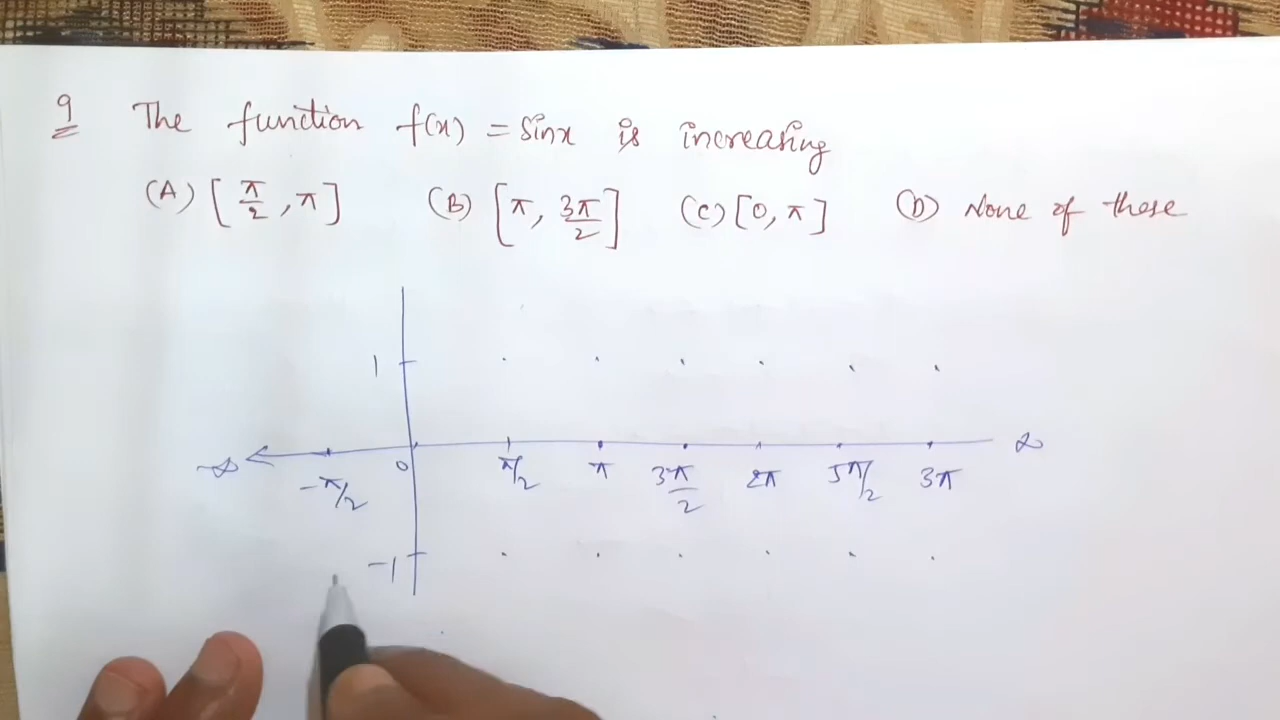 9 The function f(x) = sinx is increasing
(A) [π/2, π] (B) [π, 3π/2] (C) [0, π] (D) None of these
1
-∞ ∞
-π/2 0 π/2 π 3π/2 2π 5π/2 3π
-1